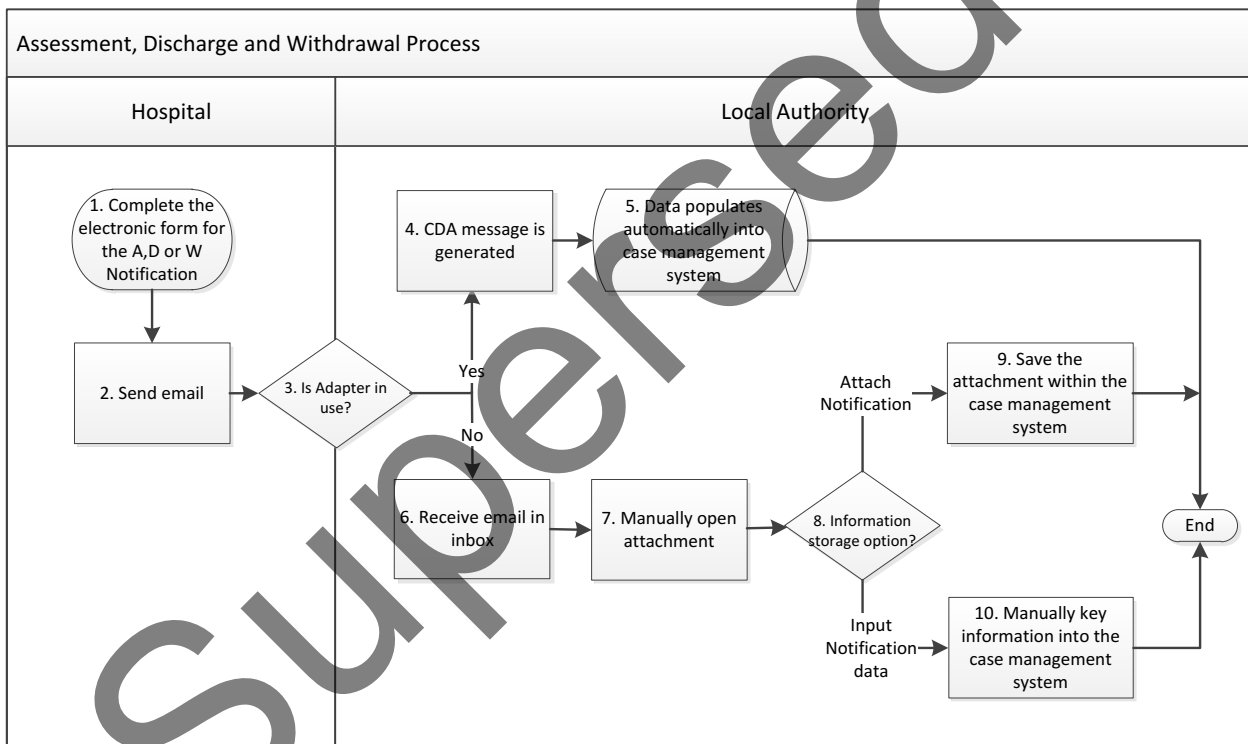 Assessment, Discharge and Withdrawal Process
Hospital
Local Authority
1. Complete the
electronic form for
the A,D or W
Notification
2. Send email
3. Is Adapter in
use?
Yes
No
4. CDA message is
generated
5. Data populates
automatically into
case management
system
6. Receive email in
inbox
7. Manually open
attachment
8. Information
storage option?
Attach
Notification
Input
Notification
data
9. Save the
attachment within the
case management
system
10. Manually key
information into the
case management
system
End
Supersed